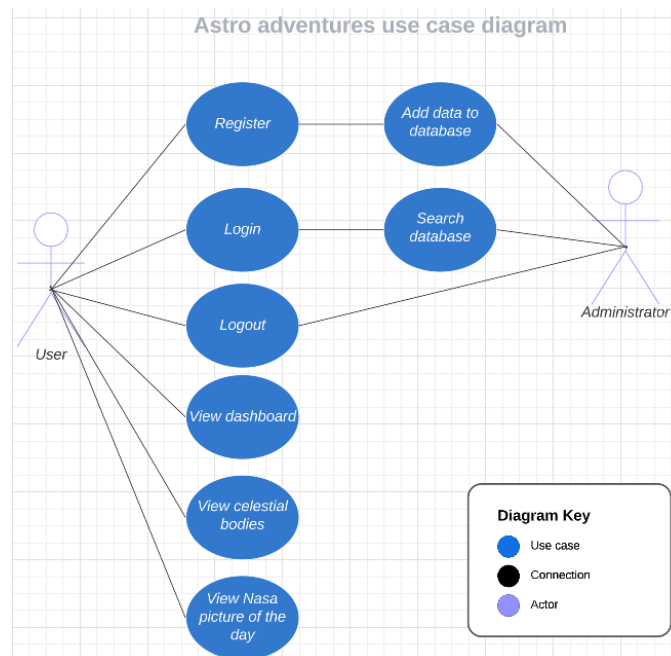 Astro adventures use case diagram
Register
Add data to
database
Login
Search
database
Logout
User
Administrator
View dashboard
View celestial
bodies
View Nasa
picture of the
day
Diagram Key
Use case
Connection
Actor